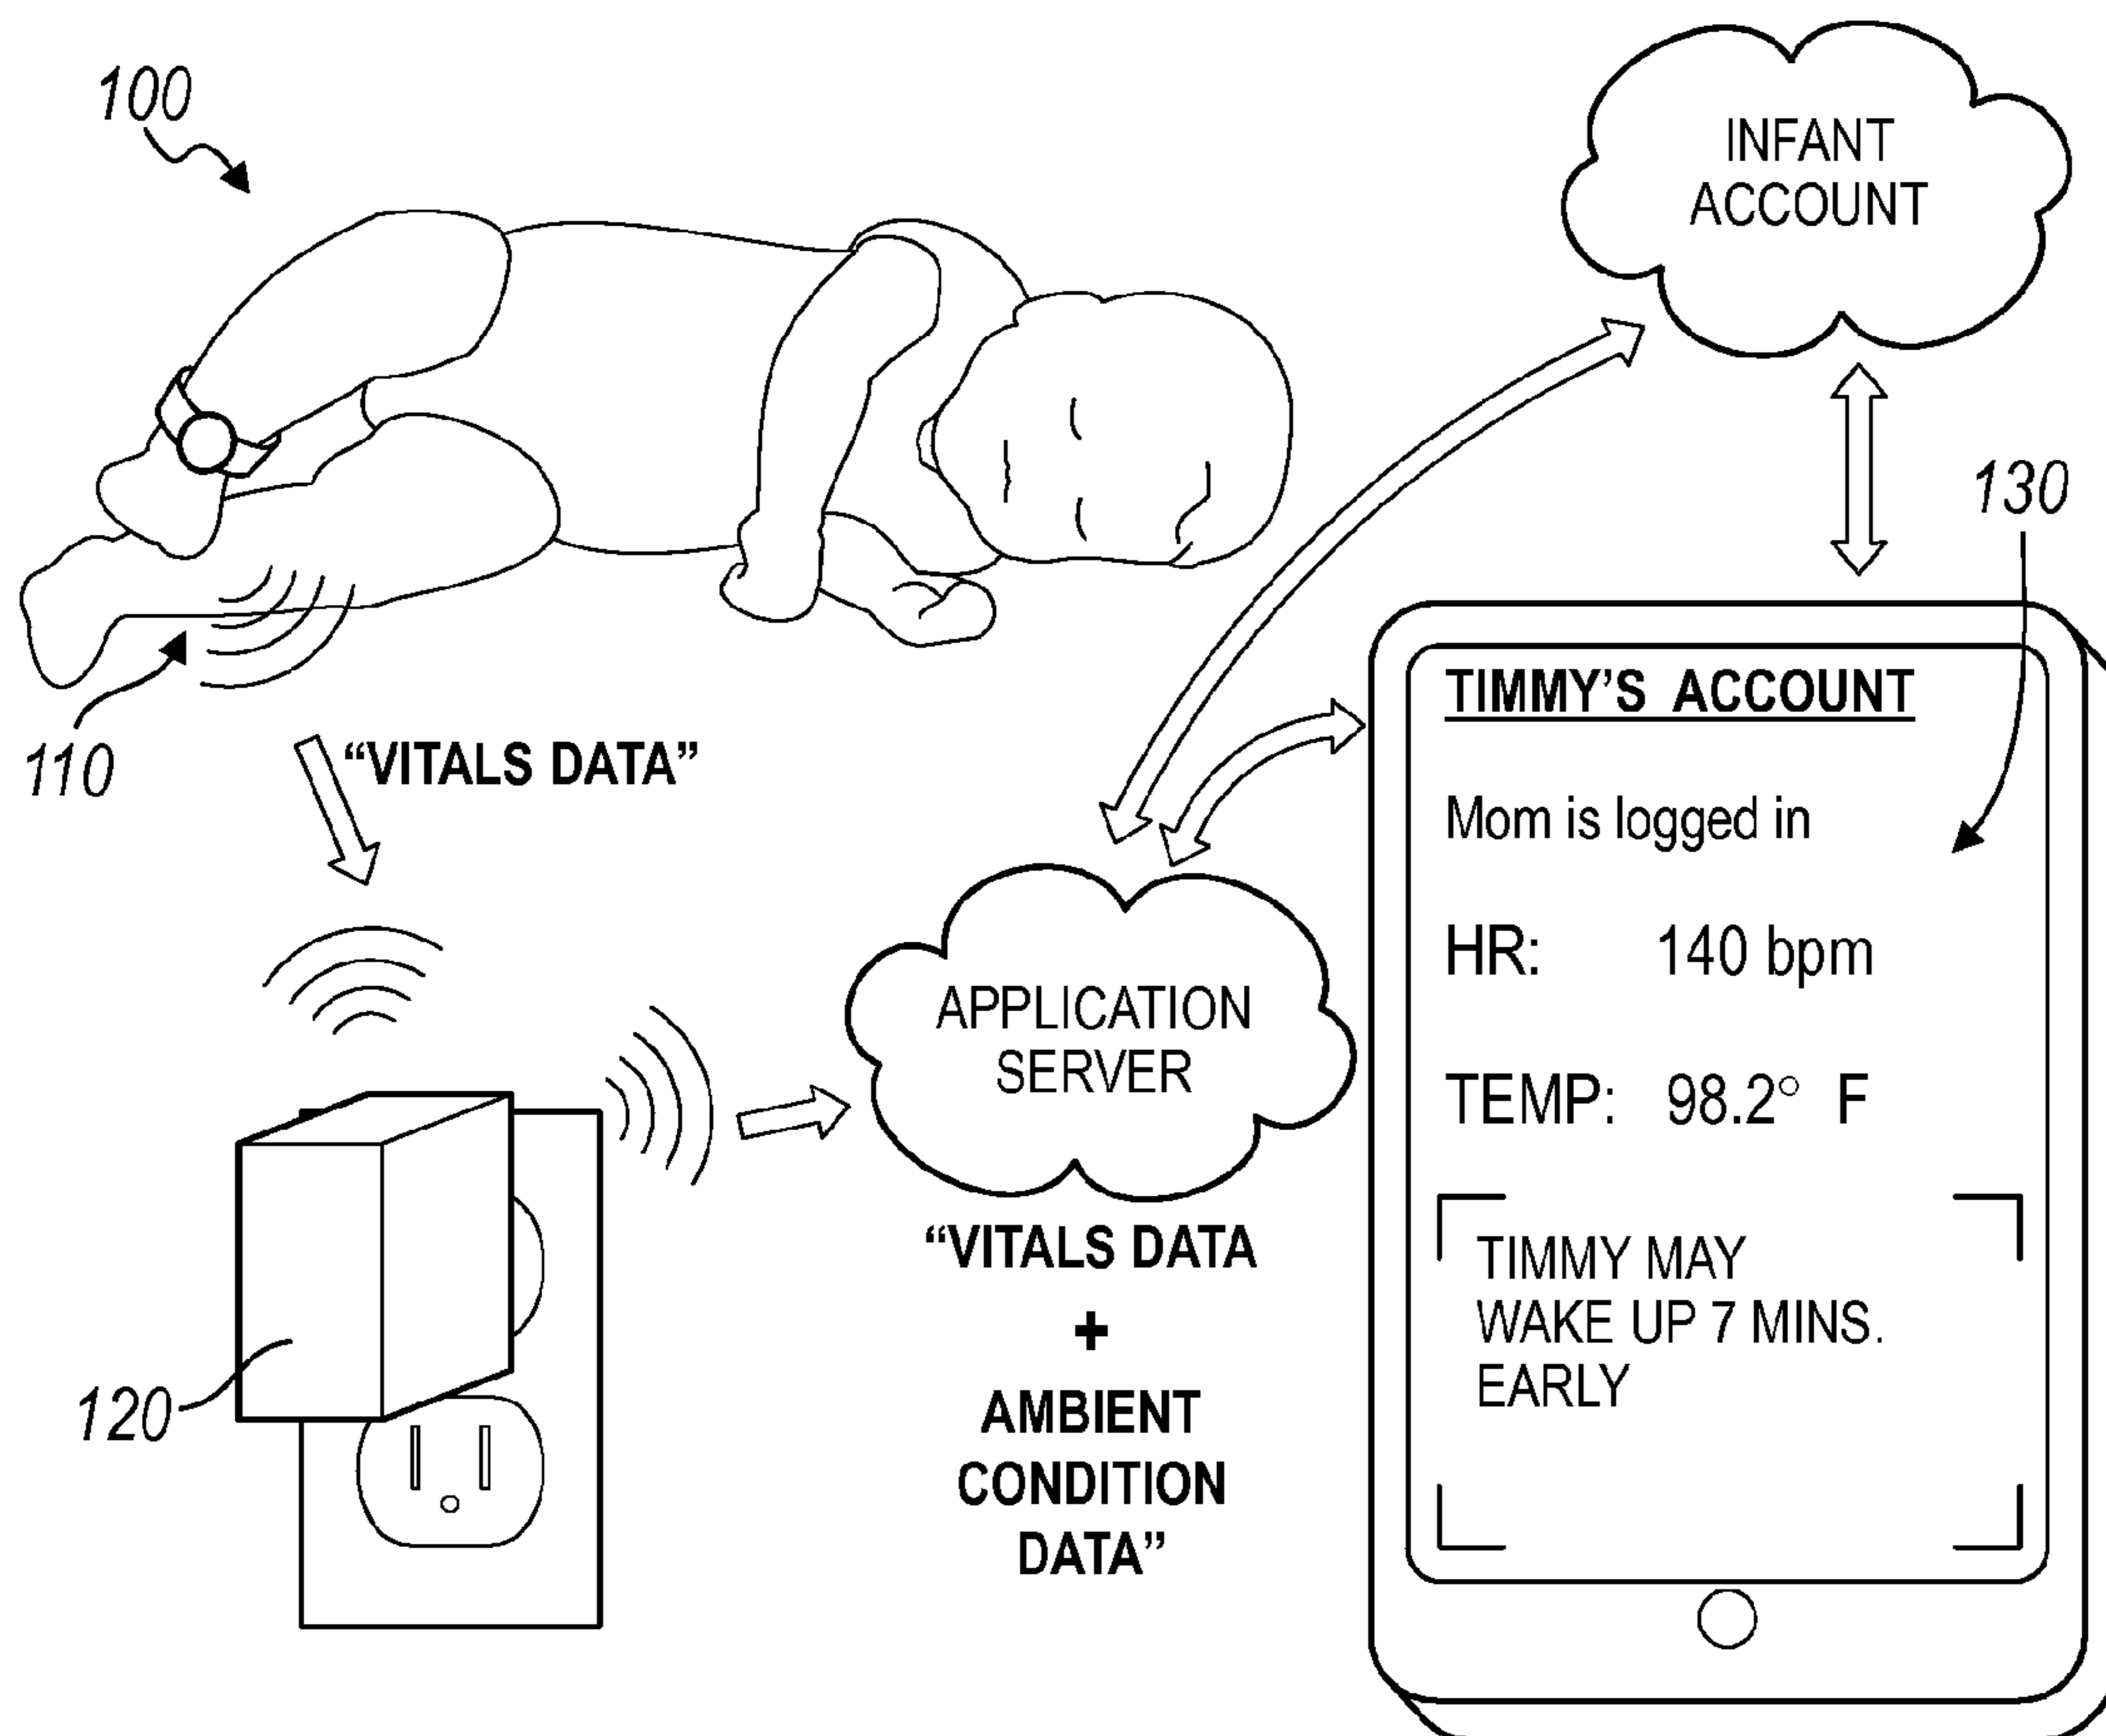 100
INFANT
ACCOUNT
130
110
“VITALS DATA”
TIMMY’S ACCOUNT
Mom is logged in
HR: 140 bpm
TEMP: 98.2° F
TIMMY MAY
WAKE UP 7 MINS.
EARLY
APPLICATION
SERVER
“VITALS DATA
+
AMBIENT
CONDITION
DATA”
120